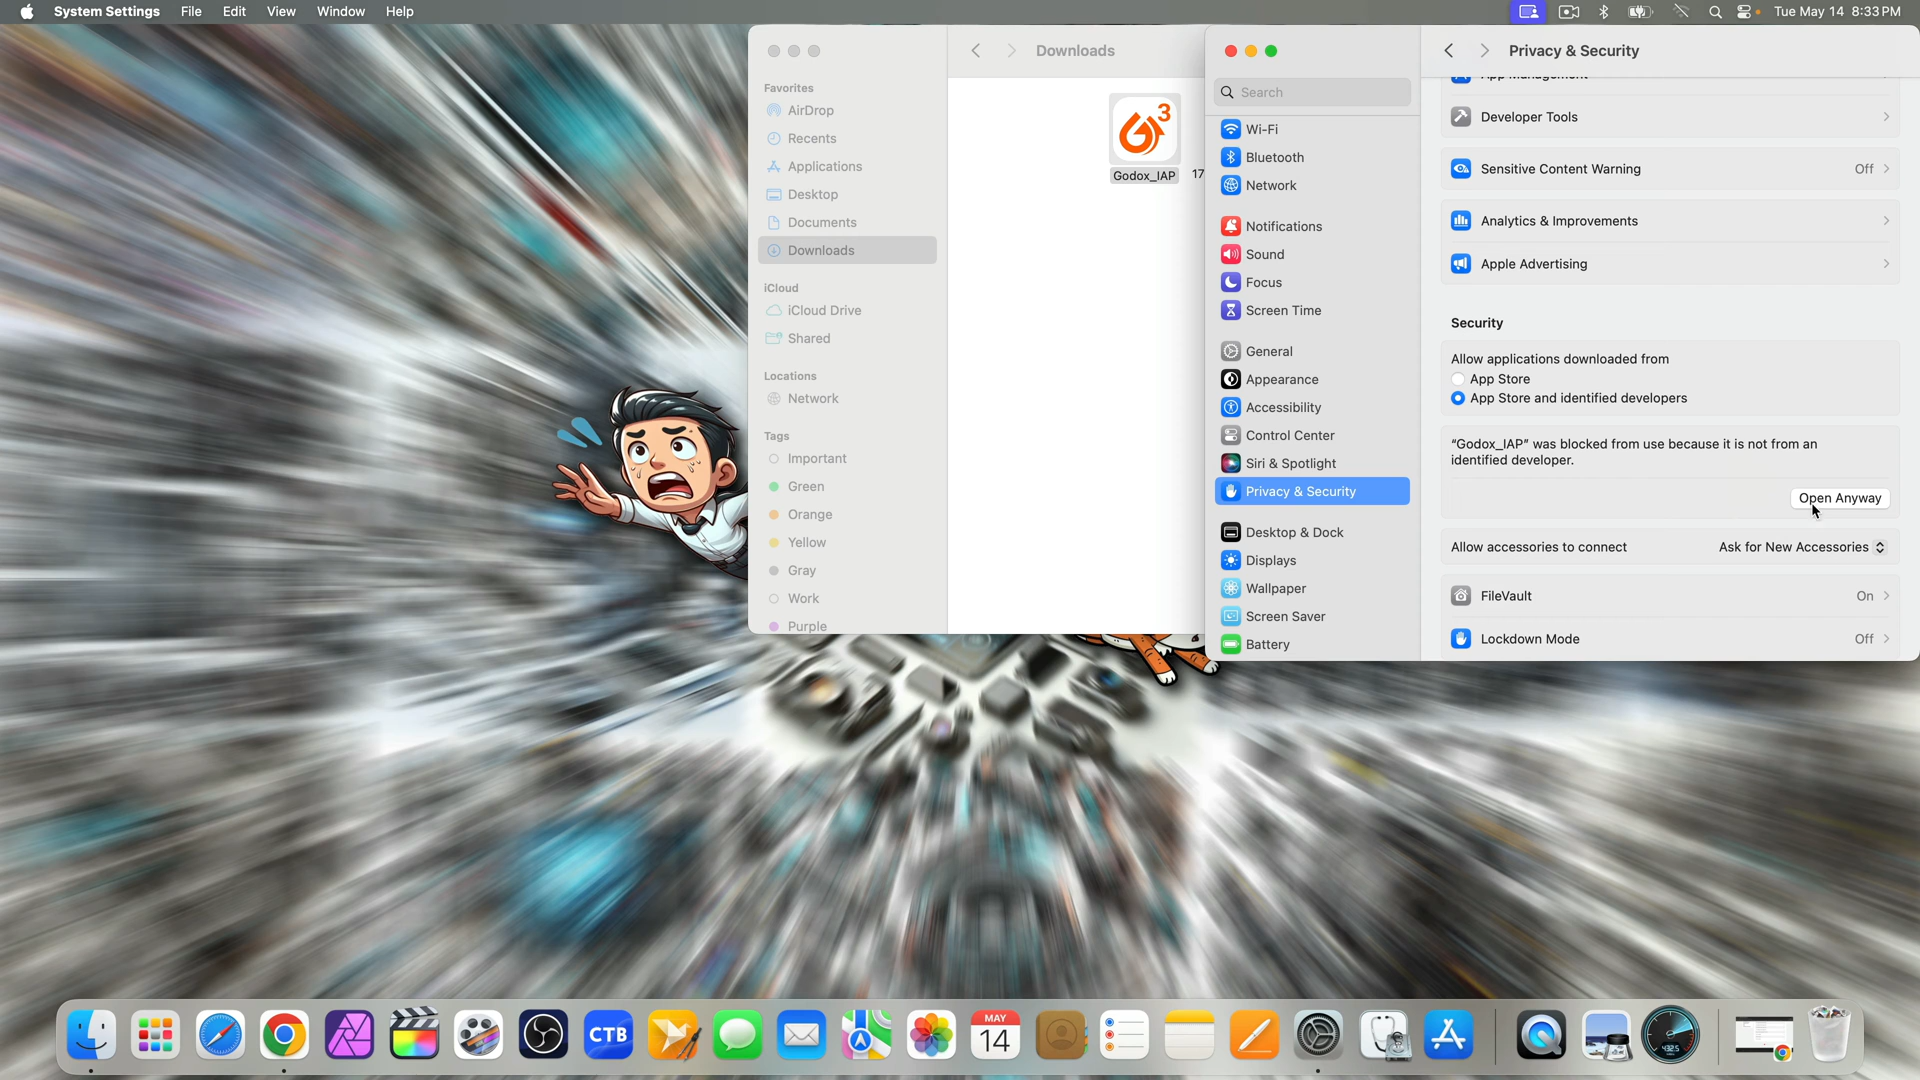 System Settings File Edit View Window Help
Tue May 14 8:33 PM
Downloads
Favorites
AirDrop
Recents
Applications
Desktop
Documents
Downloads
iCloud
iCloud Drive
Shared
Locations
Network
Tags
Important
Green
Orange
Yellow
Gray
Work
Purple
3
Godox_IAP
17
Search
Wi-Fi
Bluetooth
Network
Notifications
Sound
Focus
Screen Time
General
Appearance
Accessibility
Control Center
Siri & Spotlight
Privacy & Security
Desktop & Dock
Displays
Wallpaper
Screen Saver
Battery
Privacy & Security
App Management
Developer Tools
Sensitive Content Warning Off
Analytics & Improvements
Apple Advertising
Security
Allow applications downloaded from
App Store
App Store and identified developers
“Godox_IAP” was blocked from use because it is not from an
identified developer.
Open Anyway
Allow accessories to connect Ask for New Accessories
FileVault On
Lockdown Mode Off
CTB
MAY
14
432.5